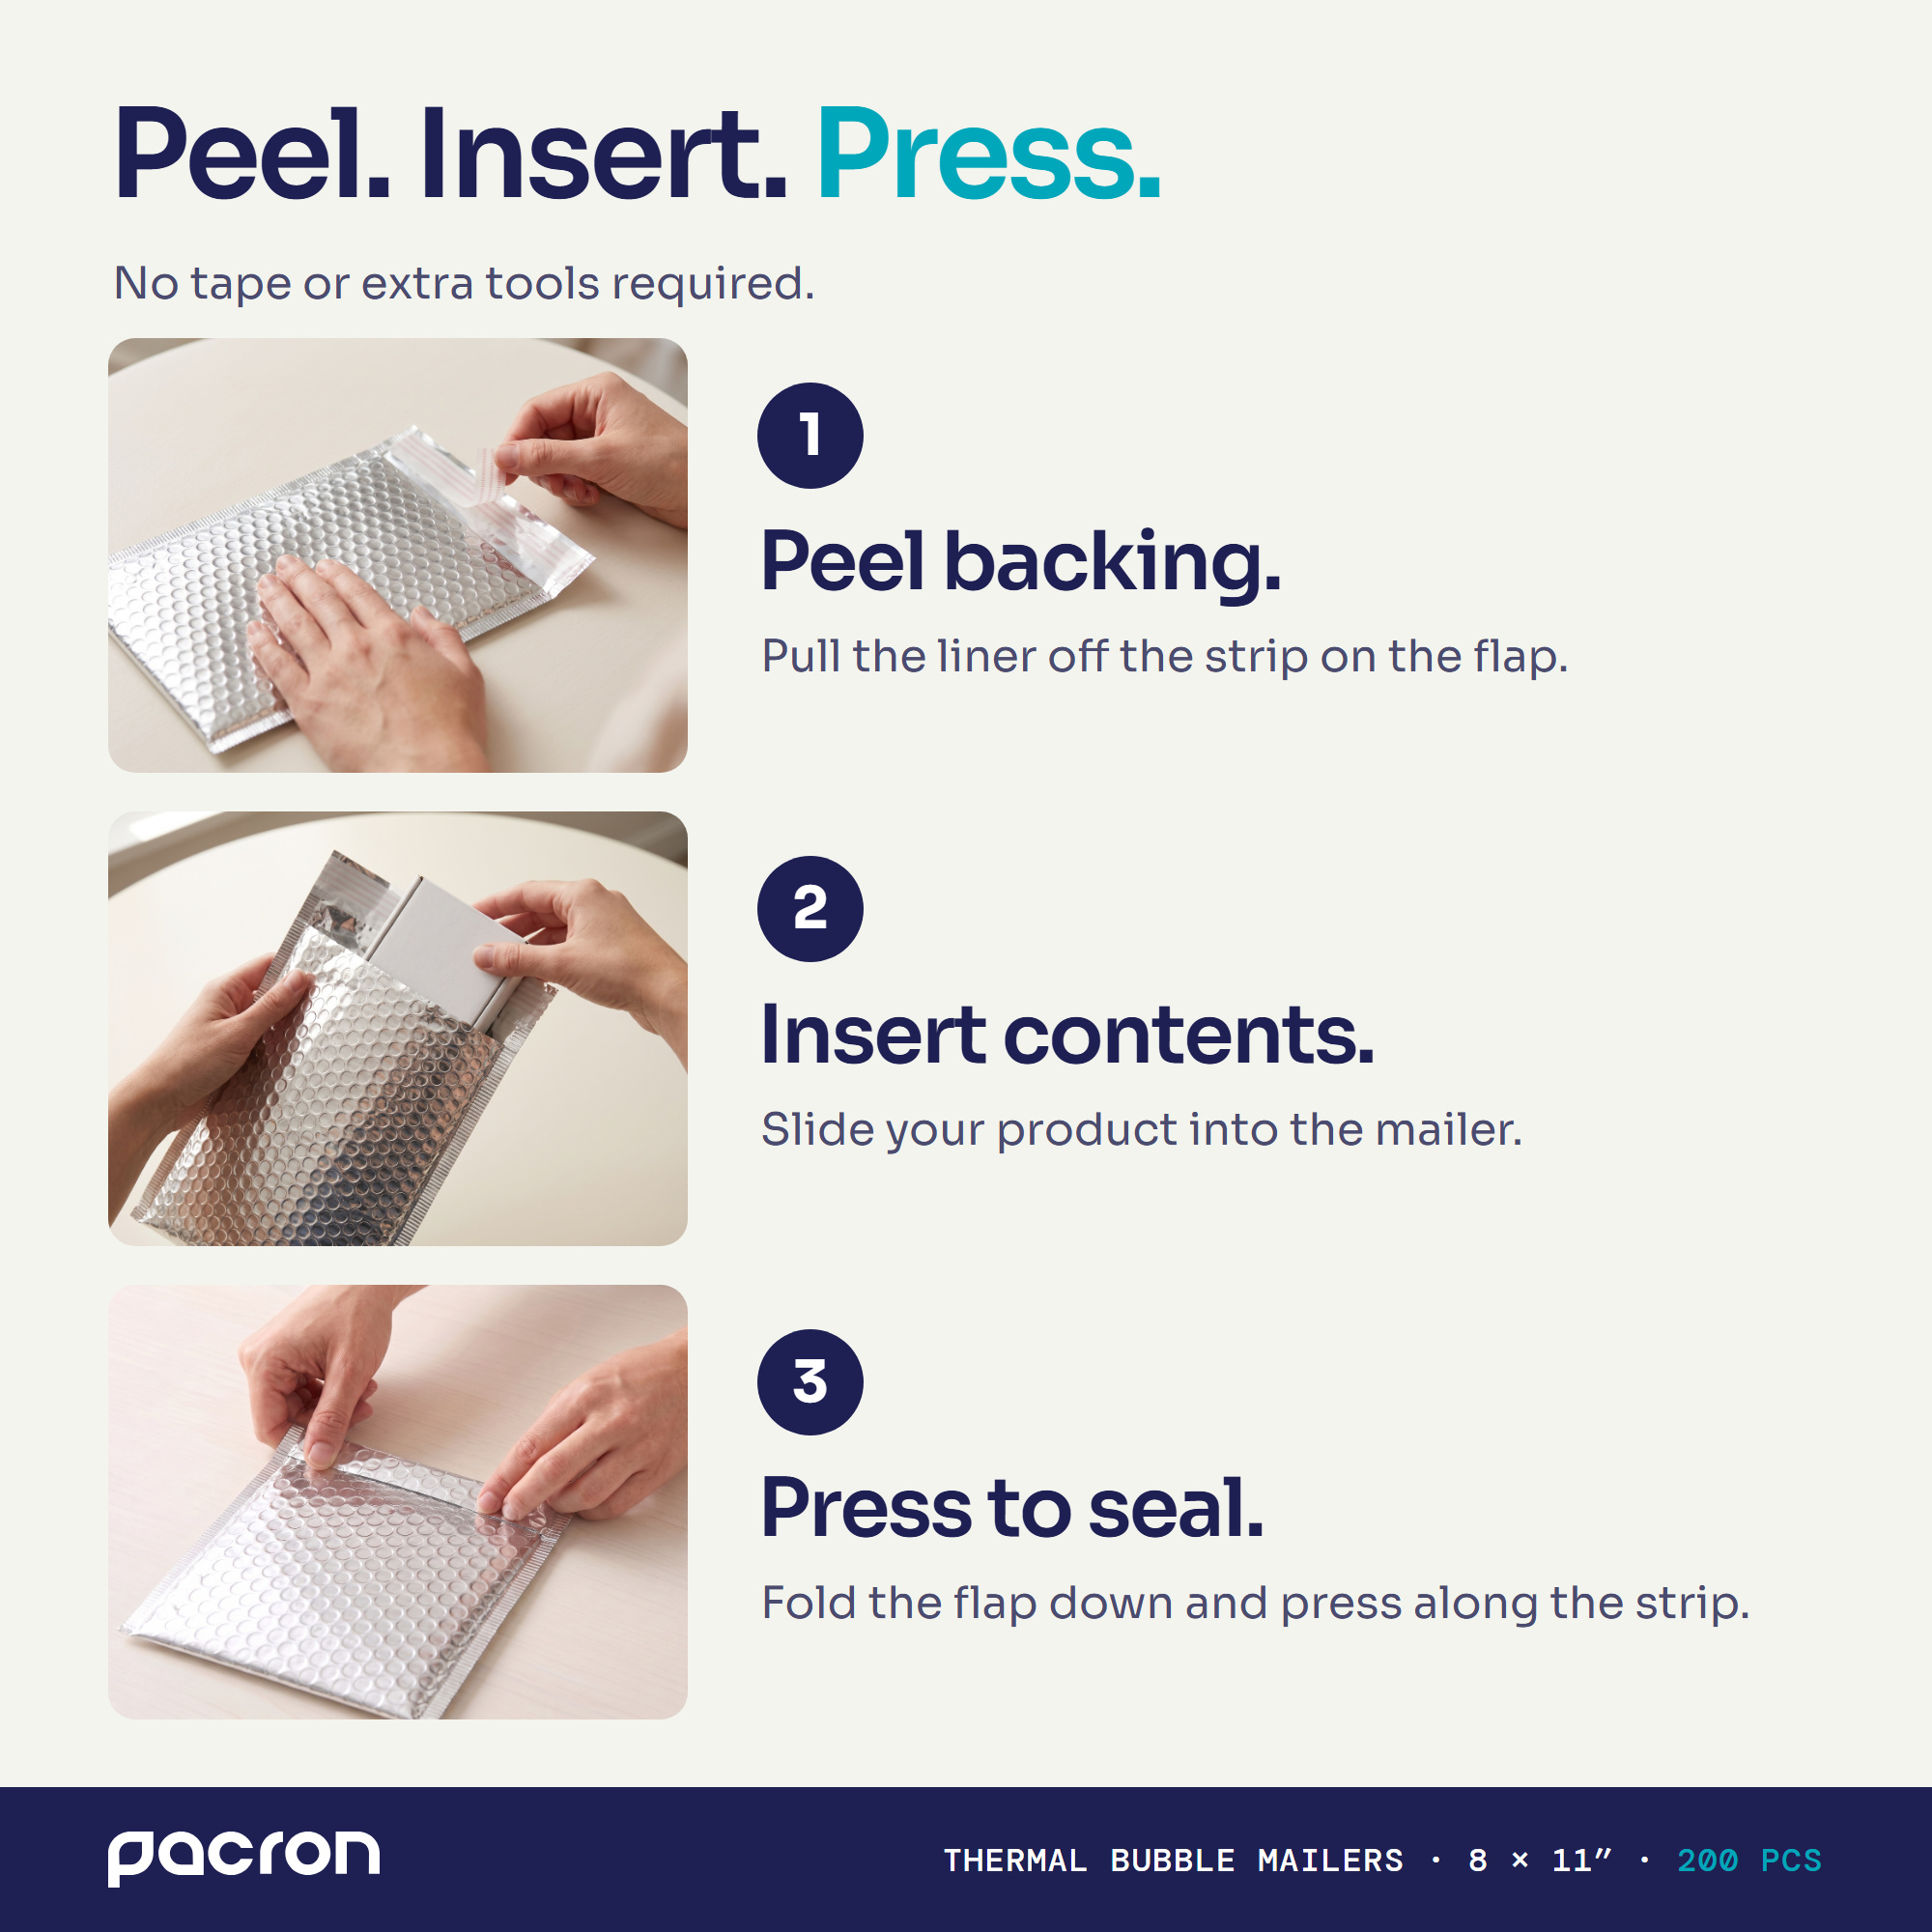 Peel. Insert. Press.
No tape or extra tools required.
1
Peel backing.
Pull the liner off the strip on the flap.
2
Insert contents.
Slide your product into the mailer.
3
Press to seal.
Fold the flap down and press along the strip.
pacron
THERMAL BUBBLE MAILERS · 8 × 11″ · 200 PCS